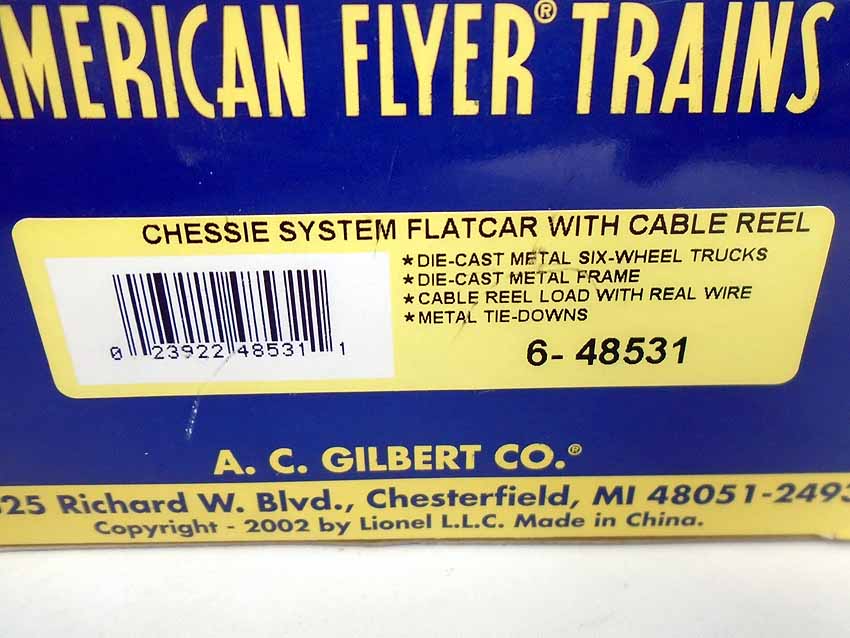 MERICAN FLYER® TRAINS
CHESSIE SYSTEM FLATCAR WITH CABLE REEL
*DIE-CAST METAL SIX-WHEEL TRUCKS
*DIE-CAST METAL FRAME
*CABLE REEL LOAD WITH REAL WIRE
*METAL TIE-DOWNS
0 23922 48531 1
6- 48531
A. C. GILBERT CO.®
25 Richard W. Blvd., Chesterfield, MI 48051-2493
Copyright - 2002 by Lionel L.L.C. Made in China.